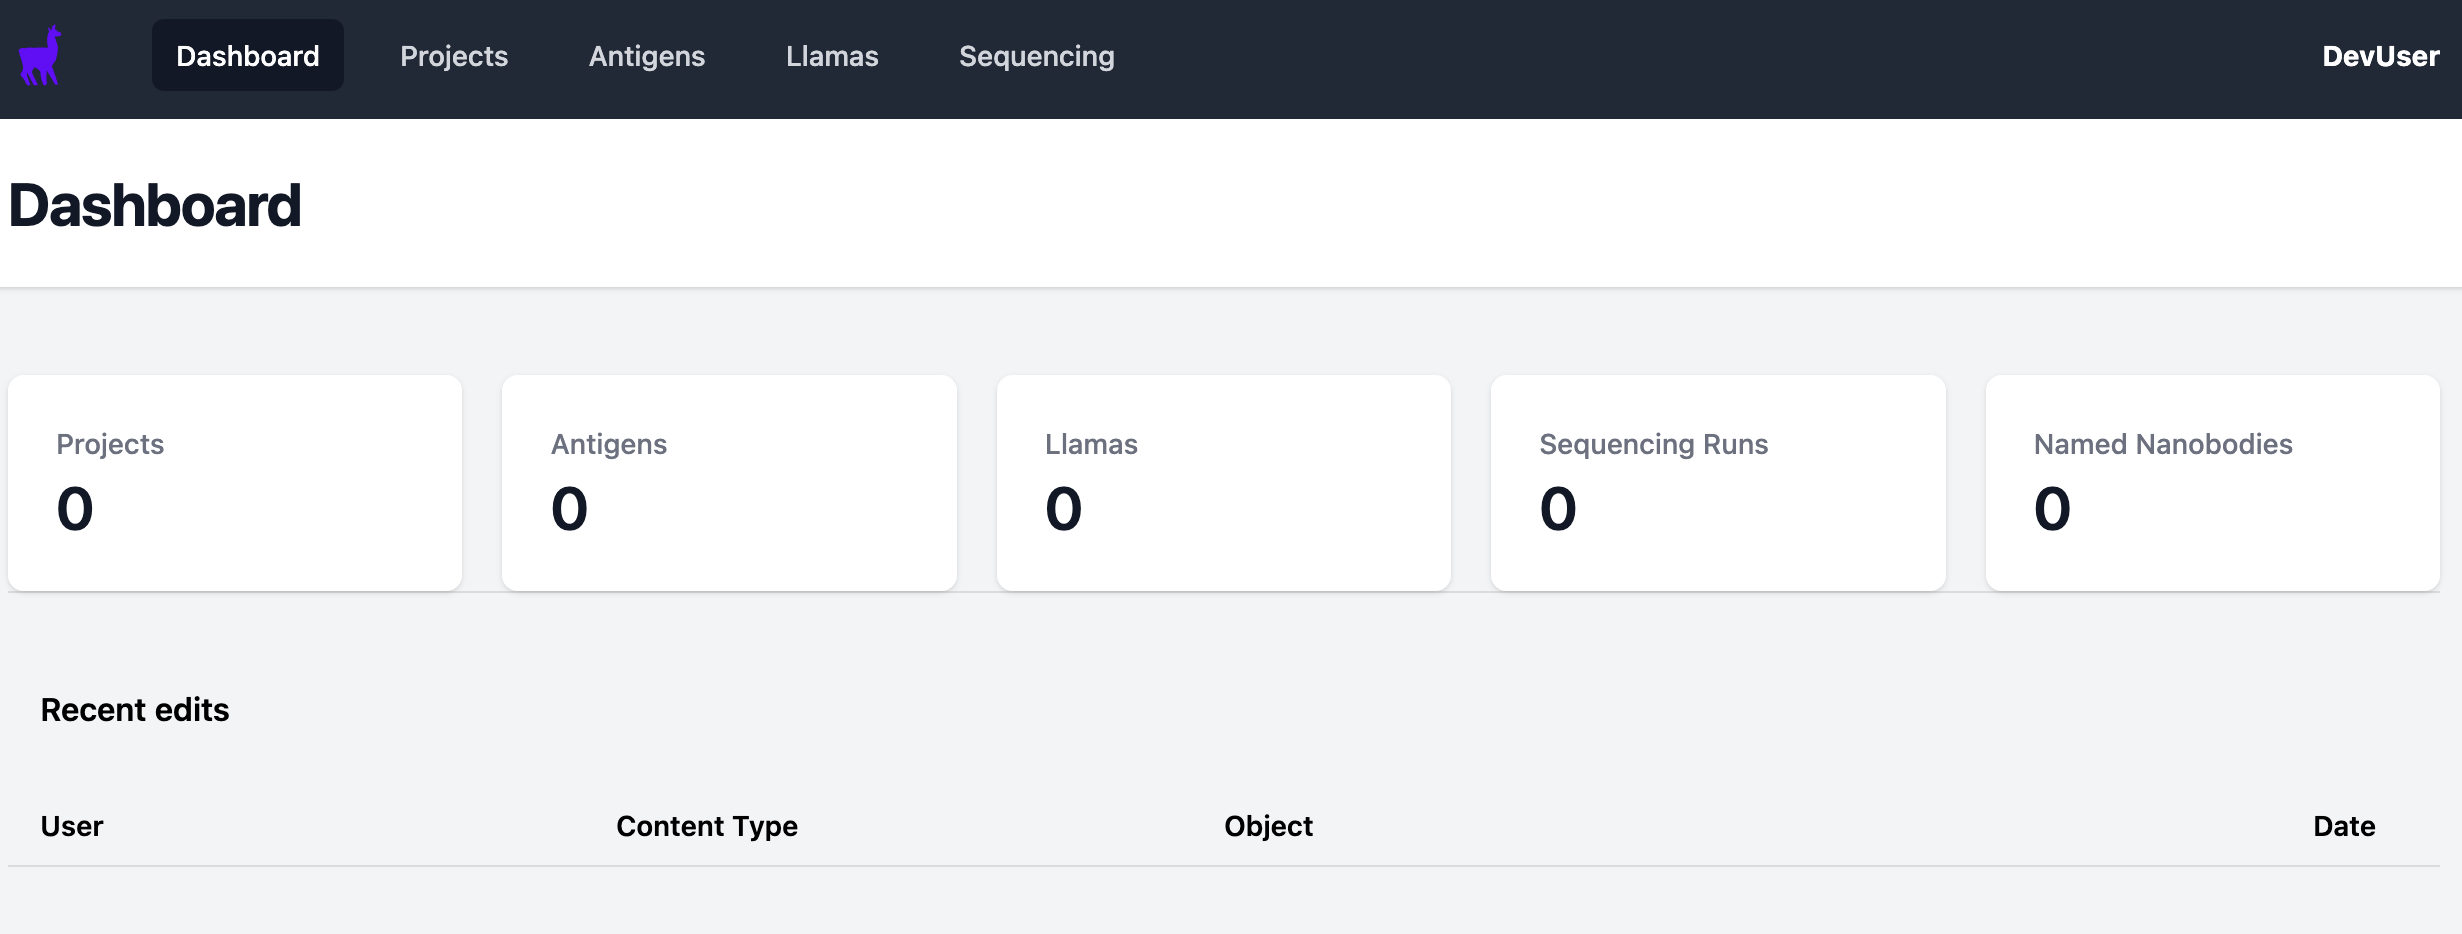 Dashboard Projects Antigens Llamas Sequencing DevUser
Dashboard
Projects Antigens Llamas Sequencing Runs Named Nanobodies
0 0 0 0 0
Recent edits
User Content Type Object Date